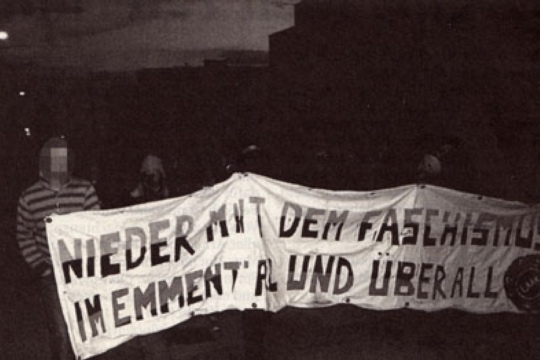 NIEDER MIT DEM FASCHISMUS
IM EMMENTAL UND ÜBERALL